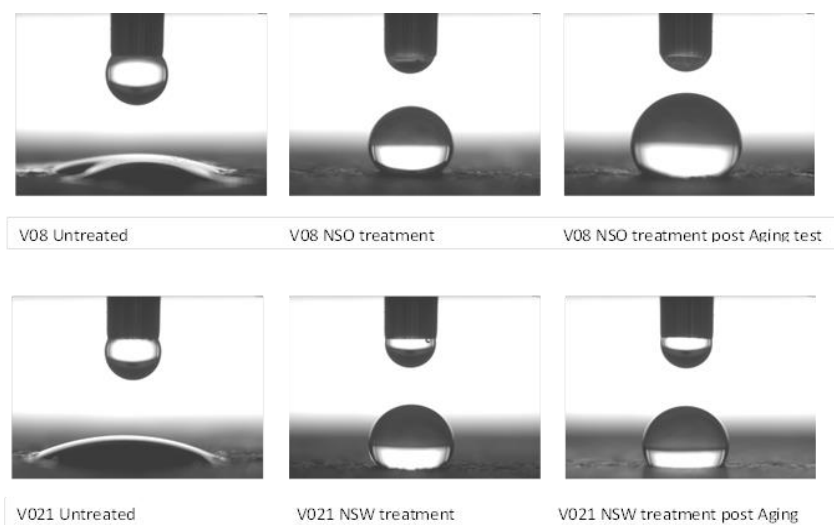 V08 Untreated V08 NSO treatment V08 NSO treatment post Aging test
V021 Untreated V021 NSW treatment V021 NSW treatment post Aging